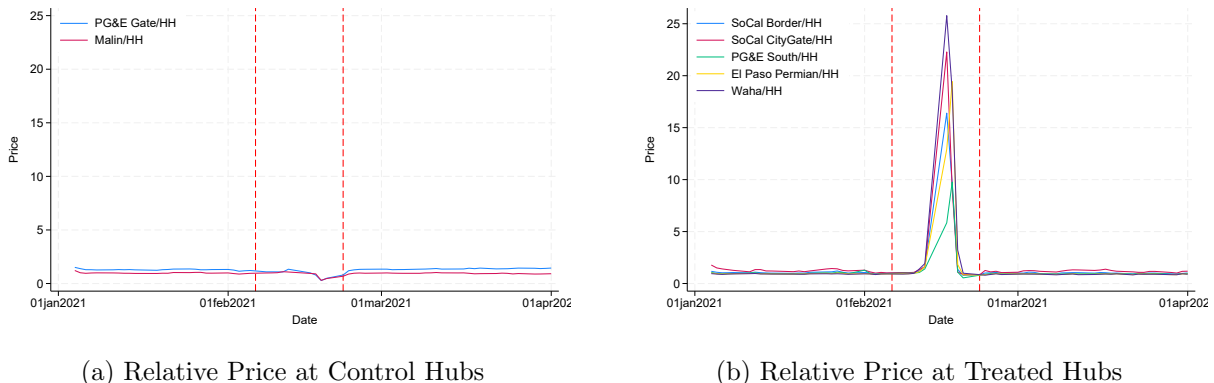 25
20
15
10
5
0
Price
PG&E Gate/HH
Malin/HH
01jan2021 01feb2021 01mar2021 01apr202
Date
(a) Relative Price at Control Hubs
25
20
15
10
5
0
Price
SoCal Border/HH
SoCal CityGate/HH
PG&E South/HH
El Paso Permian/HH
Waha/HH
01jan2021 01feb2021 01mar2021 01apr202
Date
(b) Relative Price at Treated Hubs